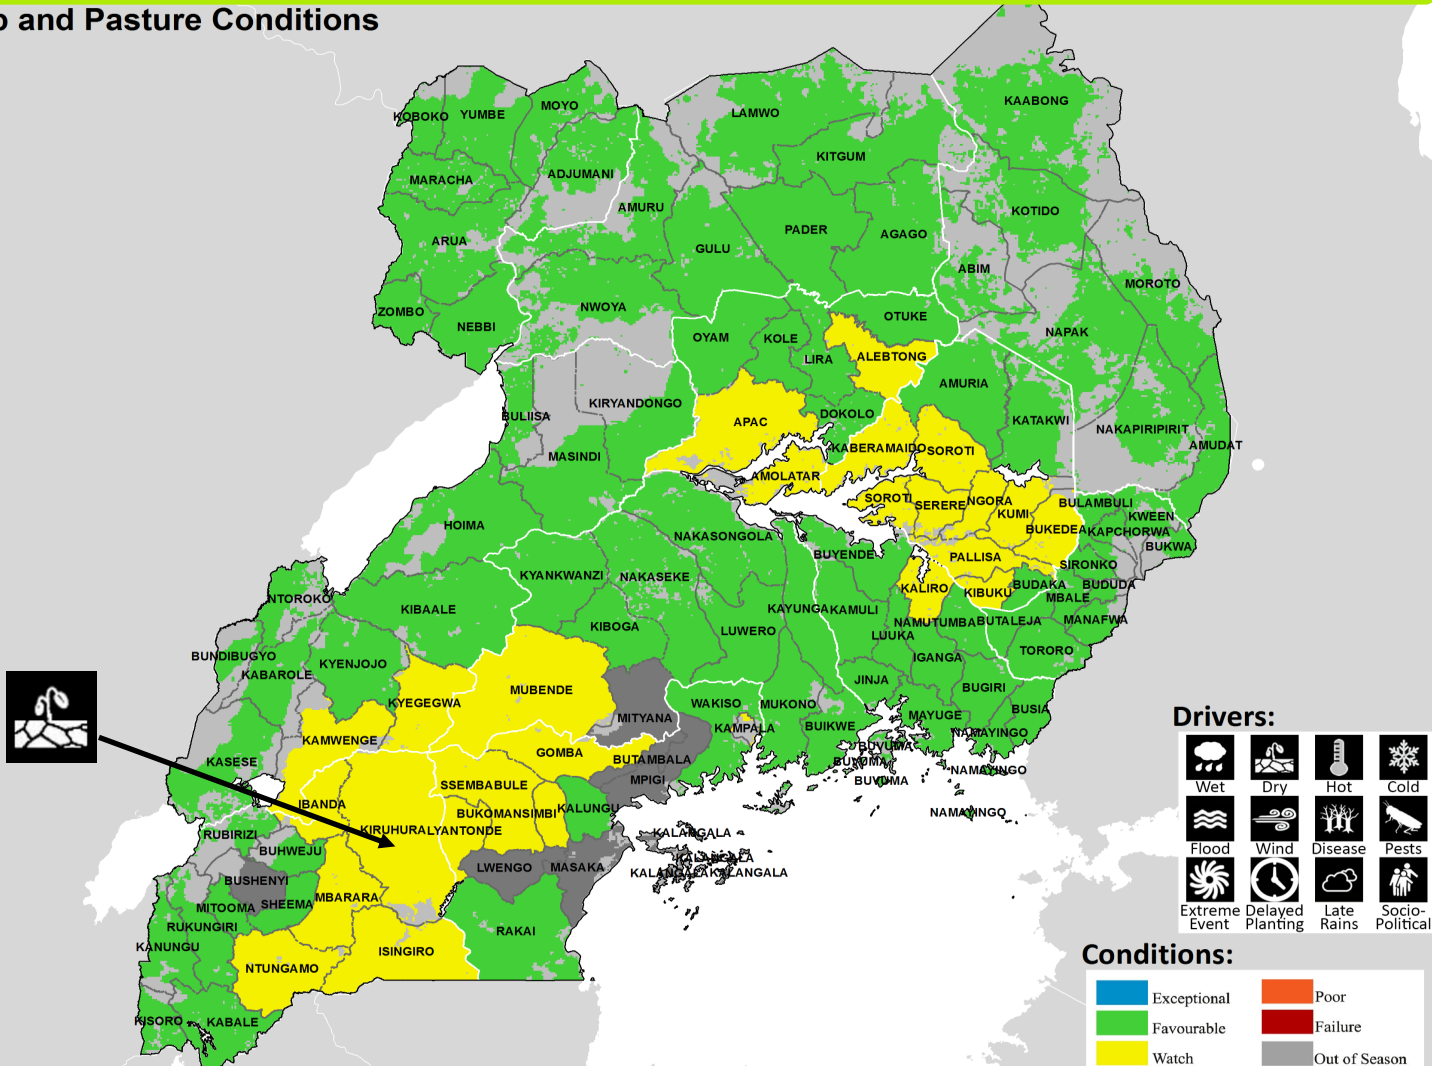 and Pasture Conditions
KAABONG
MOYO
LAMWO
KOBOKO
YUMBE
KITGUM
ADJUMANI
MARACHA
AMURU
KOTIDO
PADER
AGAGO
ARUA
GULU
ABIM
MOROTO
NWOYA
ZOMBO
OTUKE
NEBBI
NAPAK
OYAM
KOLE
LIRA
ALEBTONG
AMURIA
KIRYANDONGO
BULIISA
DOKOLO
APAC
KATAKWI
NAKAPIRIPIRIT
AMUDAT
KABERAMAIDO
SOROTI
MASINDI
AMOLATAR
SOROTI
SERERE
NGORA
BULAMBULI
KUMI
KWEEN
HOIMA
BUKEDEA
KAPCHORWA
NAKASONGOLA
BUKWA
BUYENDE
PALLISA
SIRONKO
KYANKWANZI
NAKASEKE
BUDAKA
BUDUDA
KALIRO
KIBUKU
NTOROKO
MBALE
KIBAALE
KAYUNGA
KAMULI
NAMUTUMBA
BUTALEJA
MANAFWA
KIBOGA
LUWERO
LUUKA
TORORO
BUNDIBUGYO
IGANGA
KYENJOJO
KABAROLE
JINJA
BUGIRI
MUBENDE
KYEGEGWA
WAKISO
MUKONO
BUSIA
MAYUGE
MITYANA
KAMPALA
BUIKWE
NAMAYINGO
KAMWENGE
BUVUMA
GOMBA
BUTAMBALA
KASESE
BUVUMA
NAMAYINGO
MPIGI
BUVUMA
SSEMBABULE
IBANDA
KALUNGU
NAMAYINGO
BUKOMANSIMBI
KIRUHURA
LYANTONDE
KALANGALA
RUBIRIZI
BUHWEJU
KALANGALA
LWENGO
MASAKA
KALANGALA
KALANGALA
BUSHENYI
MBARARA
SHEEMA
MITOOMA
RUKUNGIRI
RAKAI
KANUNGU
ISINGIRO
NTUNGAMO
KISORO
KABALE
Drivers:
Wet
Dry
Hot
Cold
Flood
Wind
Disease
Pests
Extreme
Event
Delayed
Planting
Late
Rains
Socio-
Political
Conditions:
Exceptional
Poor
Favourable
Failure
Watch
Out of Season